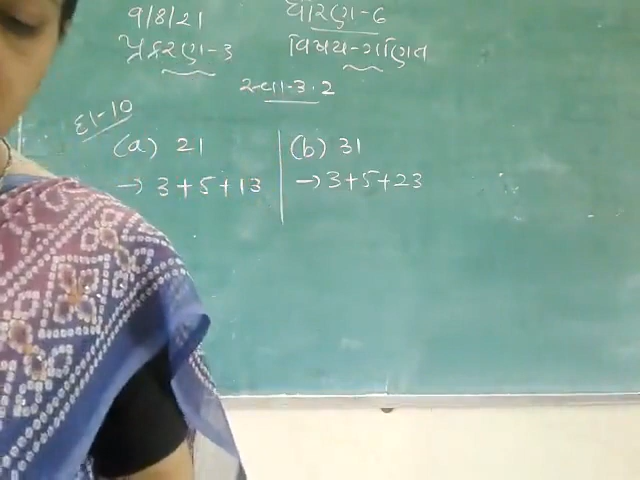 9/8/21 ધોરણ-6
પ્રકરણ-3 વિષય-ગણિત
સ્વા-3.2
દા-10
(a) 21 (b) 31
→ 3+5+13 → 3+5+23